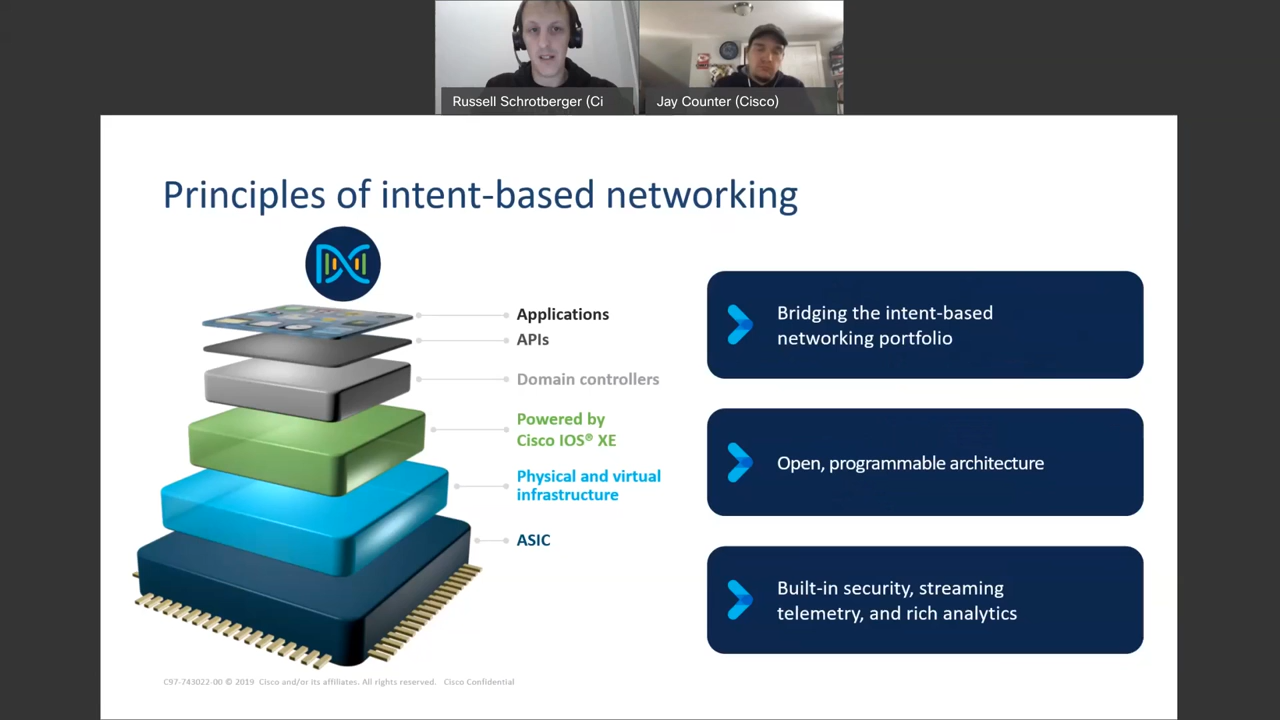 Russell Schrotberger (Ci
Jay Counter (Cisco)
Principles of intent-based networking
Applications
APIs
Domain controllers
Powered by
Cisco IOS® XE
Physical and virtual
infrastructure
ASIC
Bridging the intent-based
networking portfolio
Open, programmable architecture
Built-in security, streaming
telemetry, and rich analytics
C97-743022-00 © 2019 Cisco and/or its affiliates. All rights reserved. Cisco Confidential